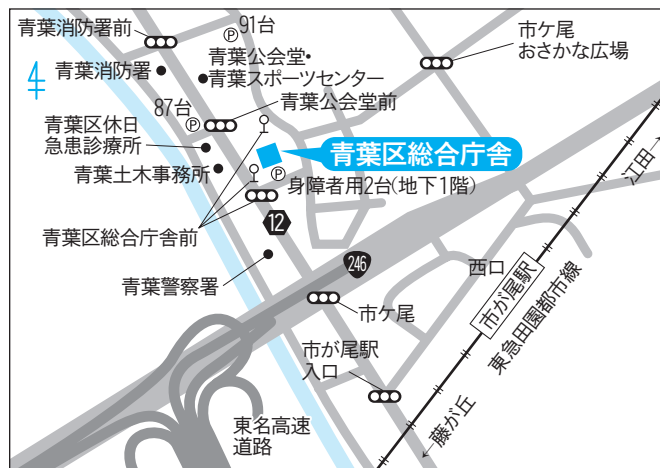 青葉消防署前
Ⓟ91台
市ケ尾
おさかな広場
青葉消防署
青葉公会堂・
青葉スポーツセンター
87台
Ⓟ
青葉公会堂前
青葉区休日
急患診療所
青葉区総合庁舎
青葉土木事務所
Ⓟ
身障者用2台(地下1階)
江田→
青葉区総合庁舎前
12
青葉警察署
246
西口
市が尾駅
東急田園都市線
市ケ尾
市が尾駅
入口
東名高速
道路
←藤が丘